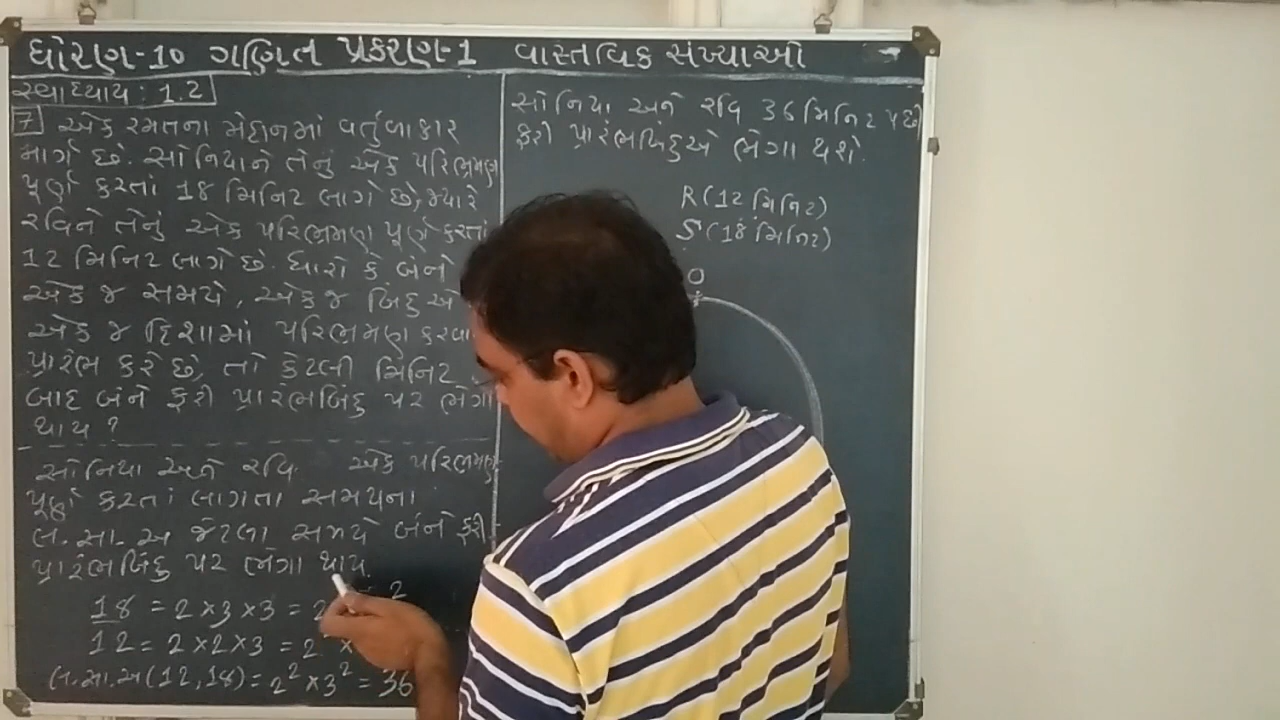 ધોરણ-10 ગણિત પ્રકરણ-1 વાસ્તવિક સંખ્યાઓ
સ્વાધ્યાય : 1.2
7 એક રમતના મેદાનમાં વર્તુળાકાર
માર્ગ છે. સોનિયાને તેનું એક પરિભ્રમણ
પૂર્ણ કરતાં 18 મિનિટ લાગે છે, જ્યારે
રવિને તેનું એક પરિભ્રમણ પૂર્ણ કરતાં
12 મિનિટ લાગે છે. ધારો કે બંને
એક જ સમયે, એક જ બિંદુ એ
એક જ દિશામાં પરિભ્રમણ કરવા
પ્રારંભ કરે છે, તો કેટલી મિનિટ
બાદ બંને ફરી પ્રારંભબિંદુ પર ભેગા
થાય ?
સોનિયા અને રવિ એક પરિભ્રમણ
પૂર્ણ કરતાં લાગતા સમયના
લ.સા.અ જેટલા સમયે બંને ફરી
પ્રારંભબિંદુ પર ભેગા થાય.
18 = 2 × 3 × 3 = 2
12 = 2 × 2 × 3 = 2 ×
લ.સા.અ (12, 18) = 2² × 3² = 36
સોનિયા અને રવિ 36 મિનિટ પછી
ફરી પ્રારંભબિંદુએ ભેગા થશે.
R (12 મિનિટ)
S (18 મિનિટ)
O